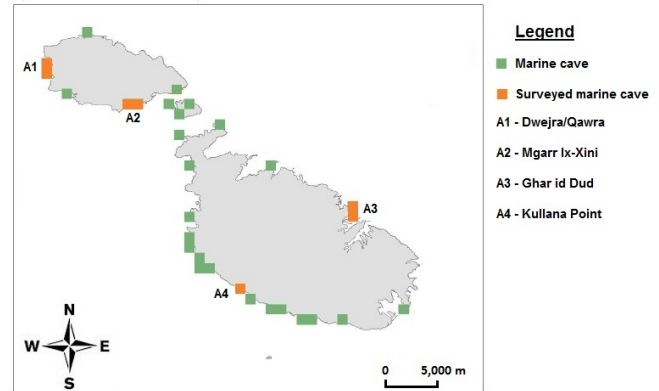 Legend
Marine cave
Surveyed marine cave
A1 - Dwejra/Qawra
A2 - Mgarr Ix-Xini
A3 - Ghar id Dud
A4 - Kullana Point
A1
A2
A3
A4
N
W E
S
0 5,000 m